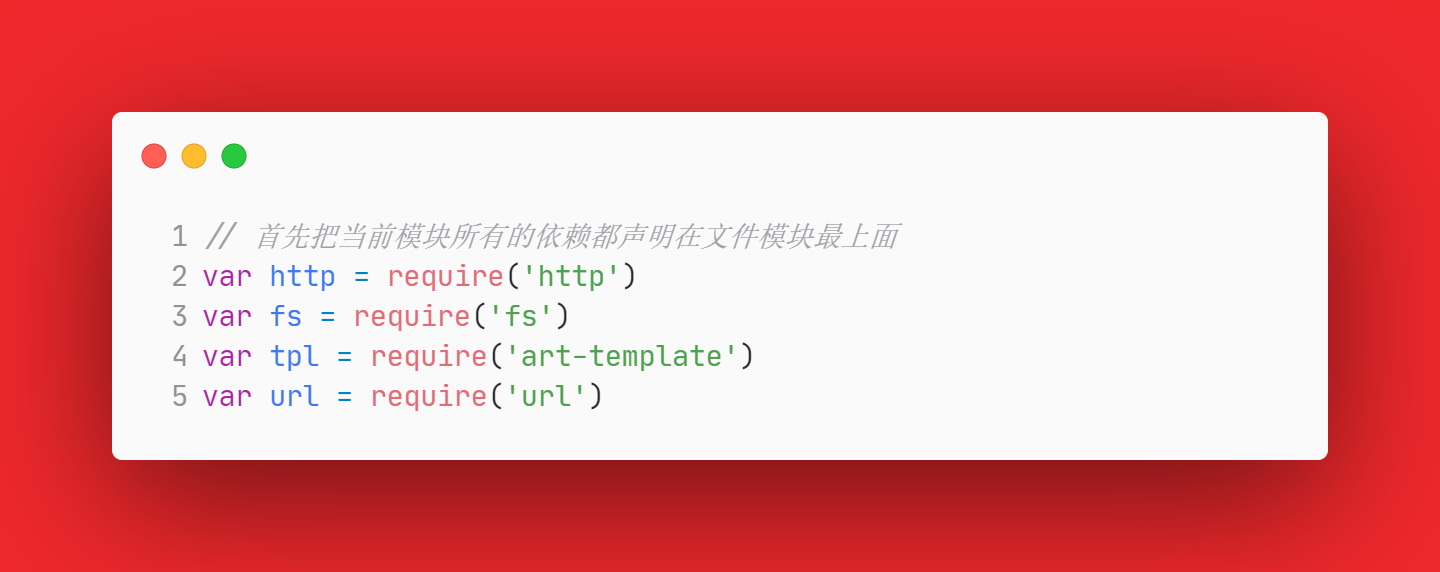 1 // 首先把当前模块所有的依赖都声明在文件模块最上面
2 var http = require('http')
3 var fs = require('fs')
4 var tpl = require('art-template')
5 var url = require('url')